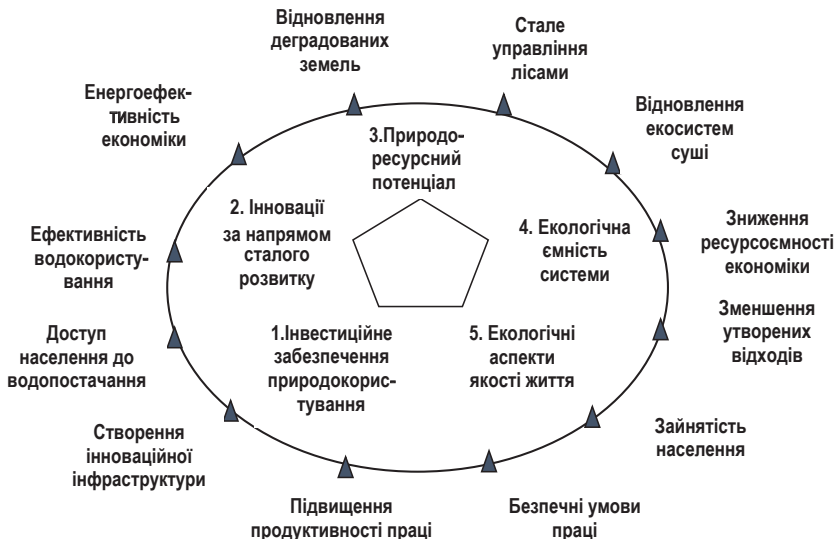 Відновлення
деградованих
земель
Стале
управління
лісами
Енергоефек-
тивність
економіки
Відновлення
екосистем
суші
3.Природо-
ресурсний
потенціал
2. Інновації
за напрямом
сталого
розвитку
4. Екологічна
ємність
системи
Ефективність
водокористу-
вання
Зниження
ресурсоємності
економіки
Доступ
населення до
водопостачання
1.Інвестиційне
забезпечення
природокорис-
тування
5. Екологічні
аспекти
якості життя
Зменшення
утворених
відходів
Створення
інноваційної
інфраструктури
Зайнятість
населення
Підвищення
продуктивності праці
Безпечні умови
праці